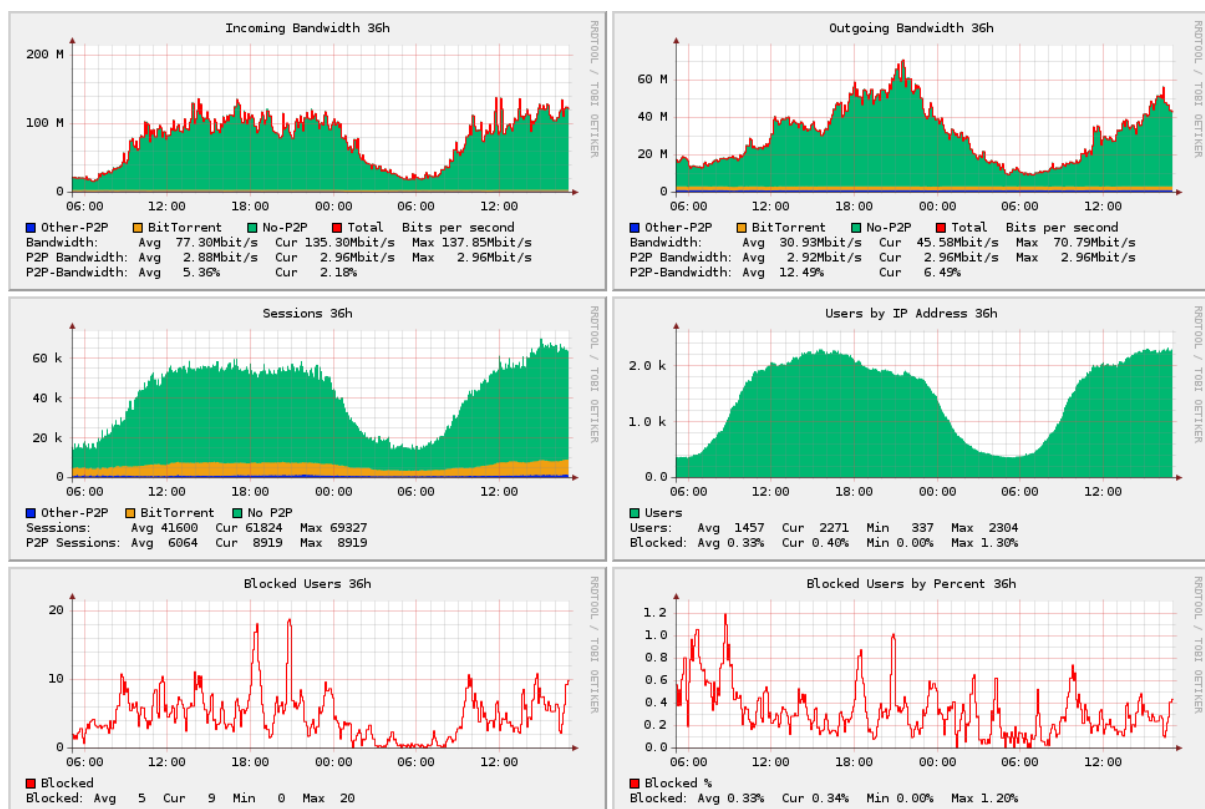 Incoming Bandwidth 36h
RRDTOOL / TOBI OETIKER
200 M
100 M
0
06:00 12:00 18:00 00:00 06:00 12:00
Other-P2P BitTorrent No-P2P Total Bits per second
Bandwidth: Avg 77.30Mbit/s Cur 135.30Mbit/s Max 137.85Mbit/s
P2P Bandwidth: Avg 2.88Mbit/s Cur 2.96Mbit/s Max 2.96Mbit/s
P2P-Bandwidth: Avg 5.36% Cur 2.18%
Outgoing Bandwidth 36h
RRDTOOL / TOBI OETIKER
60 M
40 M
20 M
0
06:00 12:00 18:00 00:00 06:00 12:00
Other-P2P BitTorrent No-P2P Total Bits per second
Bandwidth: Avg 30.93Mbit/s Cur 45.58Mbit/s Max 70.79Mbit/s
P2P Bandwidth: Avg 2.92Mbit/s Cur 2.96Mbit/s Max 2.96Mbit/s
P2P-Bandwidth: Avg 12.49% Cur 6.49%
Sessions 36h
RRDTOOL / TOBI OETIKER
60 k
40 k
20 k
0
06:00 12:00 18:00 00:00 06:00 12:00
Other-P2P BitTorrent No P2P
Sessions: Avg 41600 Cur 61824 Max 69327
P2P Sessions: Avg 6064 Cur 8919 Max 8919
Users by IP Address 36h
RRDTOOL / TOBI OETIKER
2.0 k
1.0 k
0.0
06:00 12:00 18:00 00:00 06:00 12:00
Users
Users: Avg 1457 Cur 2271 Min 337 Max 2304
Blocked: Avg 0.33% Cur 0.40% Min 0.00% Max 1.30%
Blocked Users 36h
RRDTOOL / TOBI OETIKER
20
10
0
06:00 12:00 18:00 00:00 06:00 12:00
Blocked
Blocked: Avg 5 Cur 9 Min 0 Max 20
Blocked Users by Percent 36h
RRDTOOL / TOBI OETIKER
1.2
1.0
0.8
0.6
0.4
0.2
0.0
06:00 12:00 18:00 00:00 06:00 12:00
Blocked %
Blocked: Avg 0.33% Cur 0.34% Min 0.00% Max 1.20%